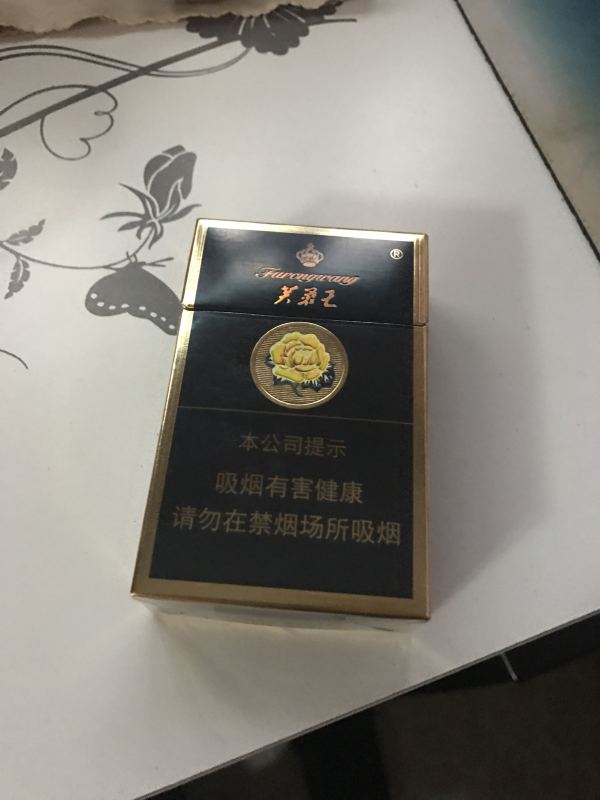 ®
Furongwang
芙蓉王
本公司提示
吸烟有害健康
请勿在禁烟场所吸烟